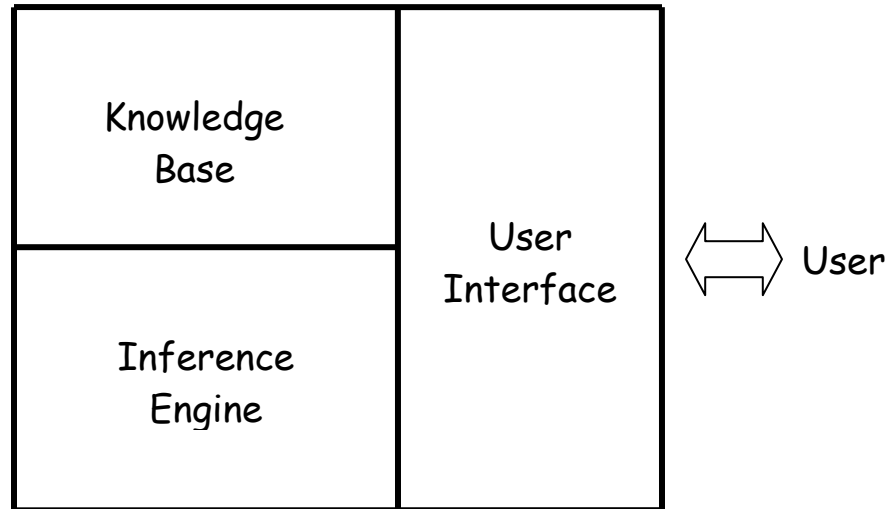 Knowledge
Base
Inference
Engine
User
Interface
User